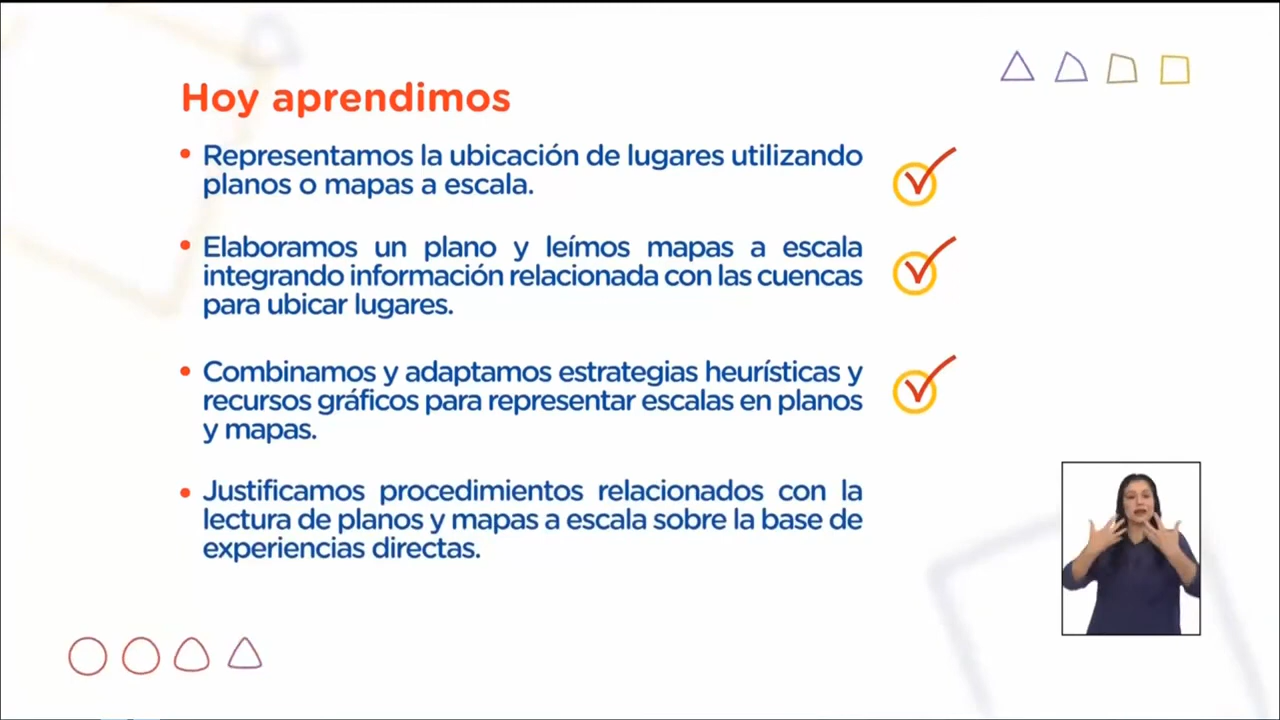 Hoy aprendimos
• Representamos la ubicación de lugares utilizando
planos o mapas a escala.
• Elaboramos un plano y leímos mapas a escala
integrando información relacionada con las cuencas
para ubicar lugares.
• Combinamos y adaptamos estrategias heurísticas y
recursos gráficos para representar escalas en planos
y mapas.
• Justificamos procedimientos relacionados con la
lectura de planos y mapas a escala sobre la base de
experiencias directas.